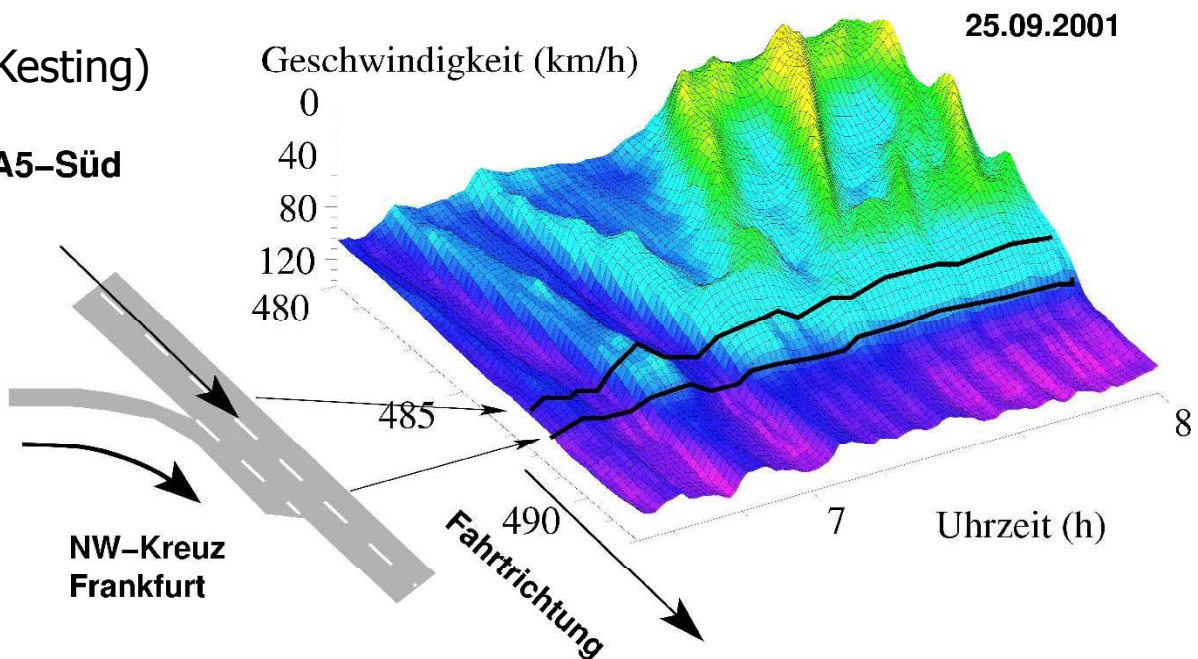 25.09.2001
Kesting)
Geschwindigkeit (km/h)
0
40
80
120
A5–Süd
480
485
490
7
8
Uhrzeit (h)
Fahrtrichtung
NW–Kreuz
Frankfurt